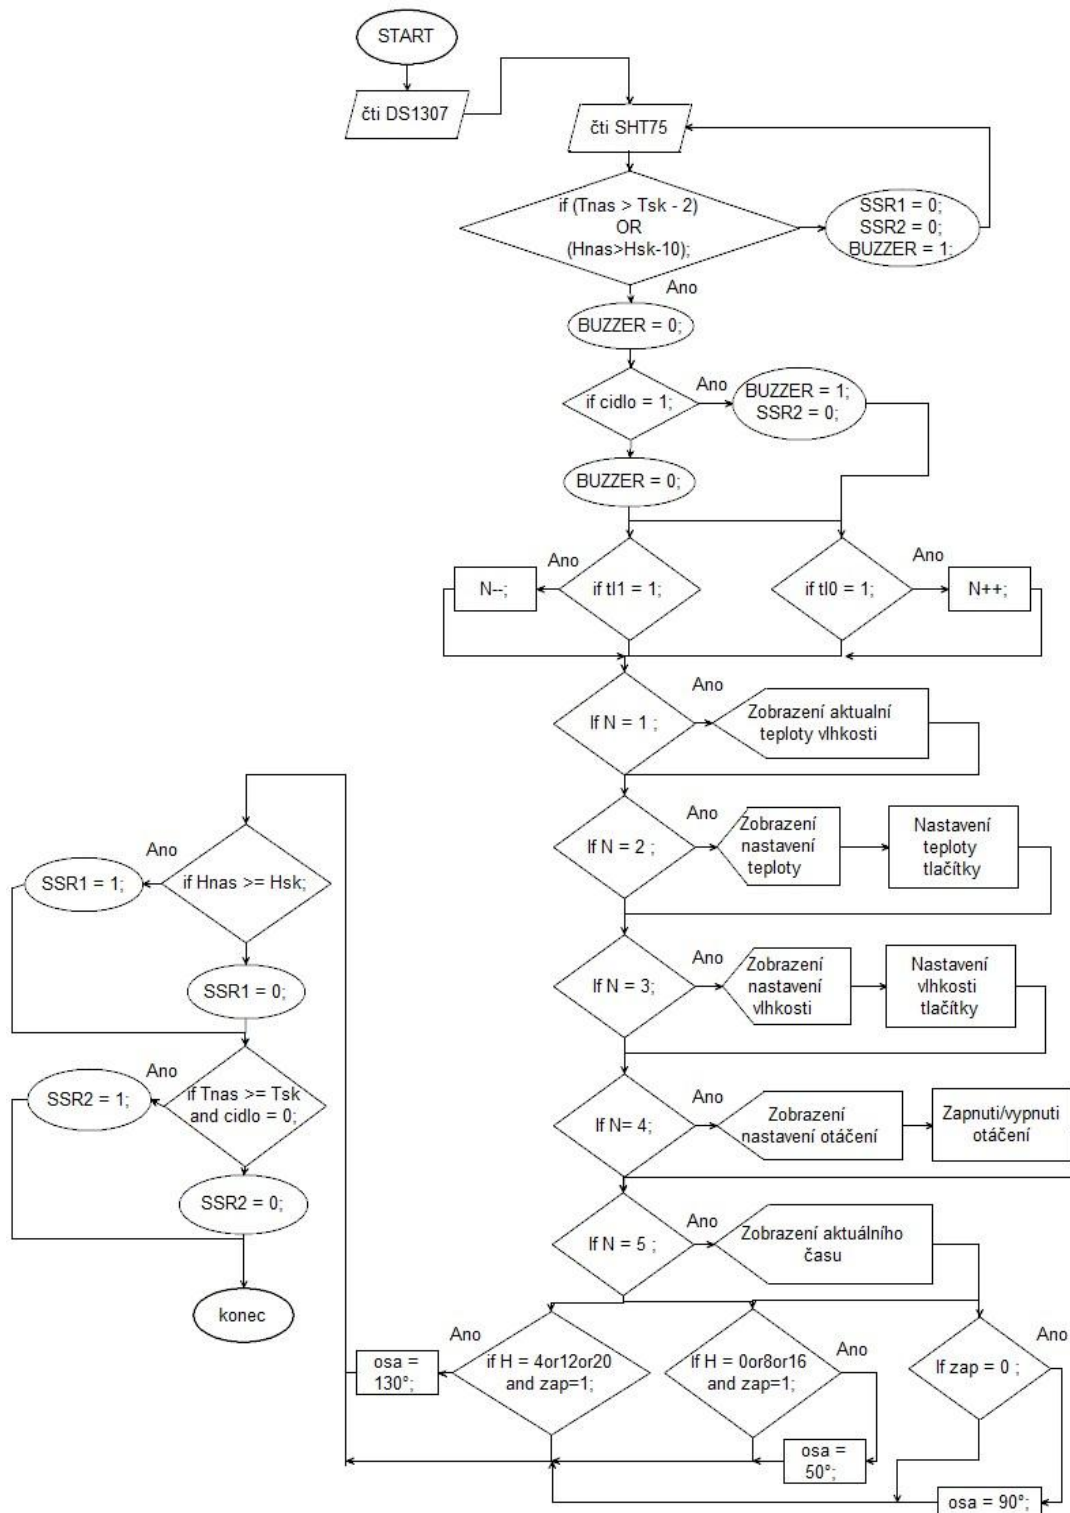 START
čti DS1307
čti SHT75
if (Tnas > Tsk - 2)
OR
(Hnas>Hsk-10);
SSR1 = 0;
SSR2 = 0;
BUZZER = 1;
Ano
BUZZER = 0;
if cidlo = 1;
Ano
BUZZER = 1;
SSR2 = 0;
BUZZER = 0;
Ano
N--;
if tl1 = 1;
if tl0 = 1;
Ano
N++;
If N = 1 ;
Ano
Zobrazení aktualní
teploty vlhkosti
If N = 2 ;
Ano
Zobrazení
nastavení
teploty
Nastavení
teploty
tlačítky
If N = 3;
Ano
Zobrazení
nastavení
vlhkosti
Nastavení
vlhkosti
tlačítky
If N= 4;
Ano
Zobrazení
nastavení otáčení
Zapnuti/vypnuti
otáčení
If N = 5 ;
Ano
Zobrazení aktuálního
času
Ano
if H = 4or12or20
and zap=1;
osa =
130°;
If H = 0or8or16
and zap=1;
osa =
50°;
If zap = 0 ;
Ano
osa = 90°;
if Hnas >= Hsk;
Ano
SSR1 = 1;
SSR1 = 0;
if Tnas >= Tsk
and cidlo = 0;
Ano
SSR2 = 1;
SSR2 = 0;
konec